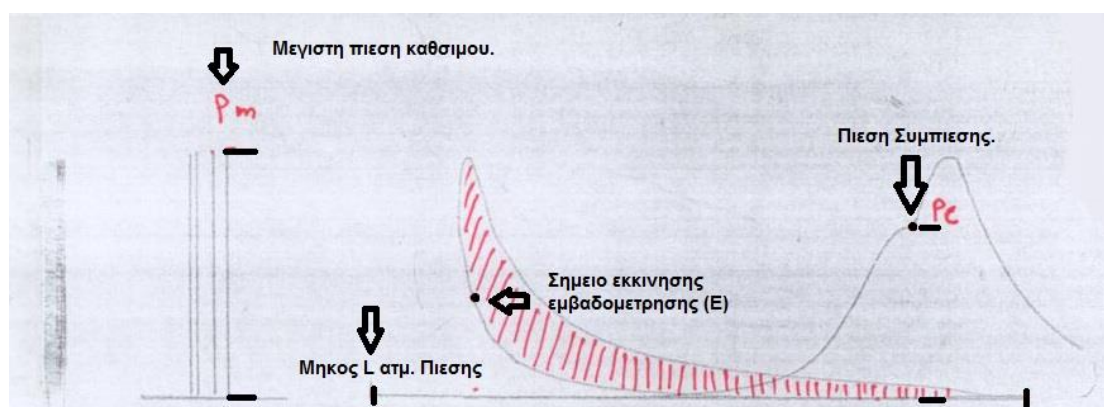 Μεγιστη πιεση καθσιμου.
Pm
Πιεση Συμπιεσης.
Pc
Σημειο εκκινησης
εμβαδομετρησης (Ε)
Μηκος L ατμ. Πιεσης